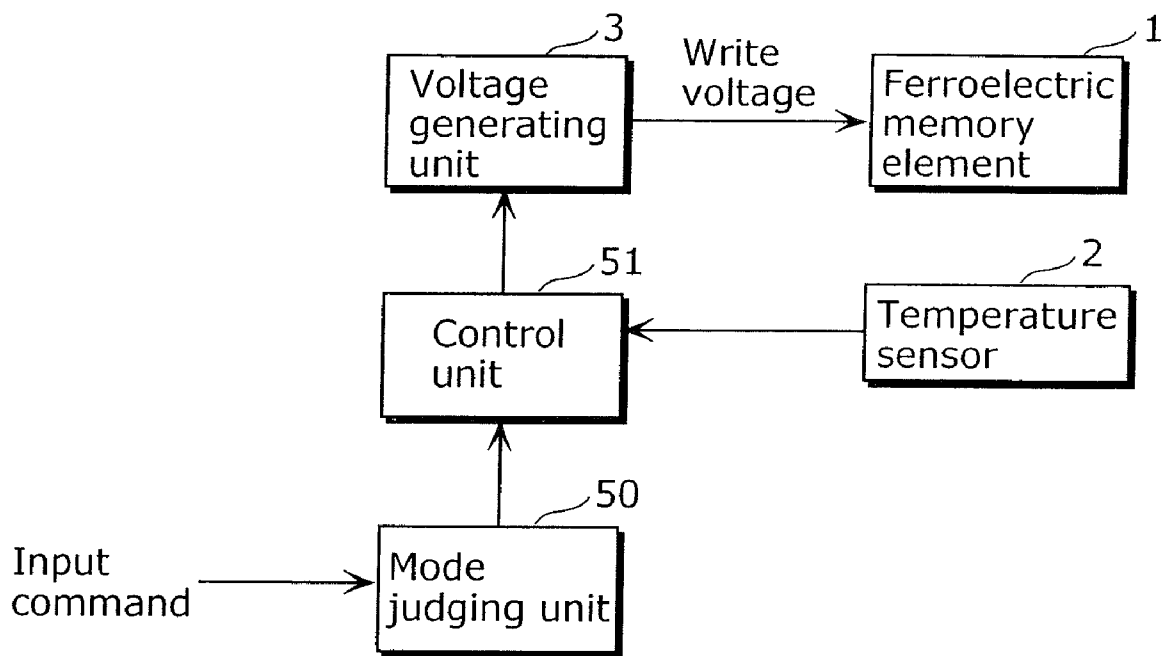 3
Voltage
generating
unit
Write
voltage
1
Ferroelectric
memory
element
51
Control
unit
2
Temperature
sensor
50
Mode
judging unit
Input
command